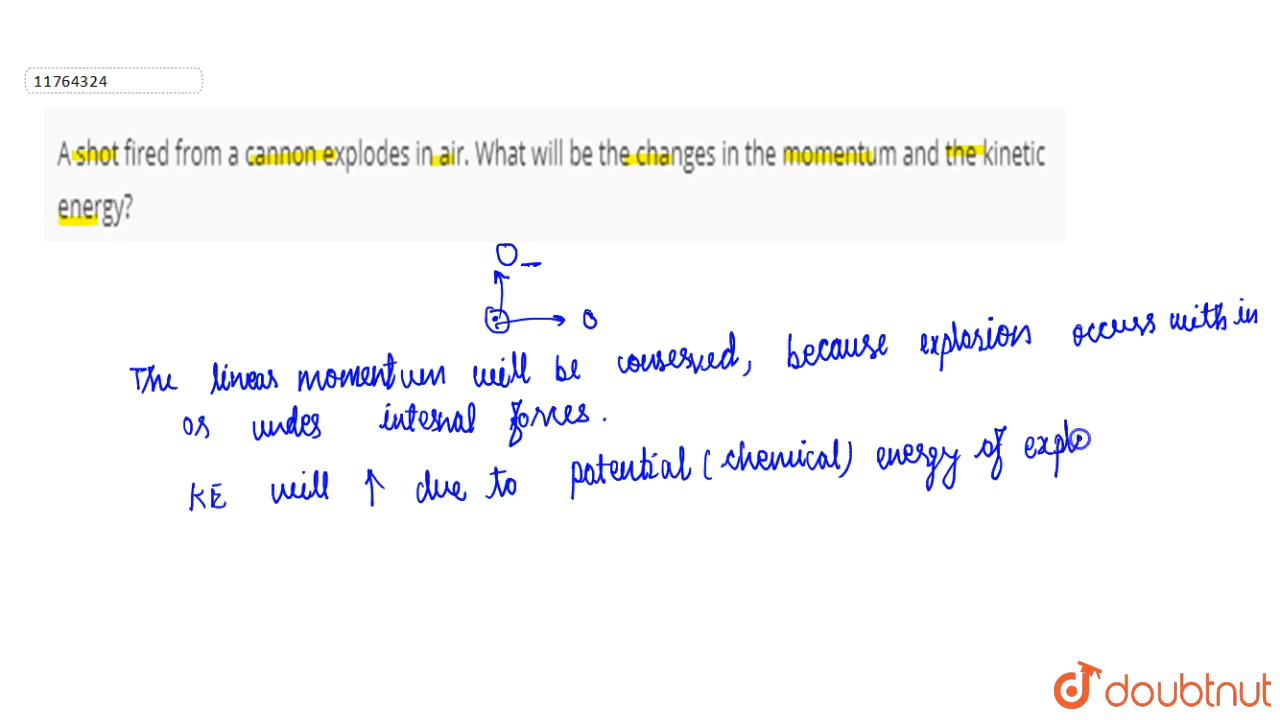 11764324
A shot fired from a cannon explodes in air. What will be the changes in the momentum and the kinetic
energy?
The linear momentum will be conserved, because explosion occurs with in
or under internal forces.
KE will ↑ due to potential (chemical) energy of explo
doubtnut